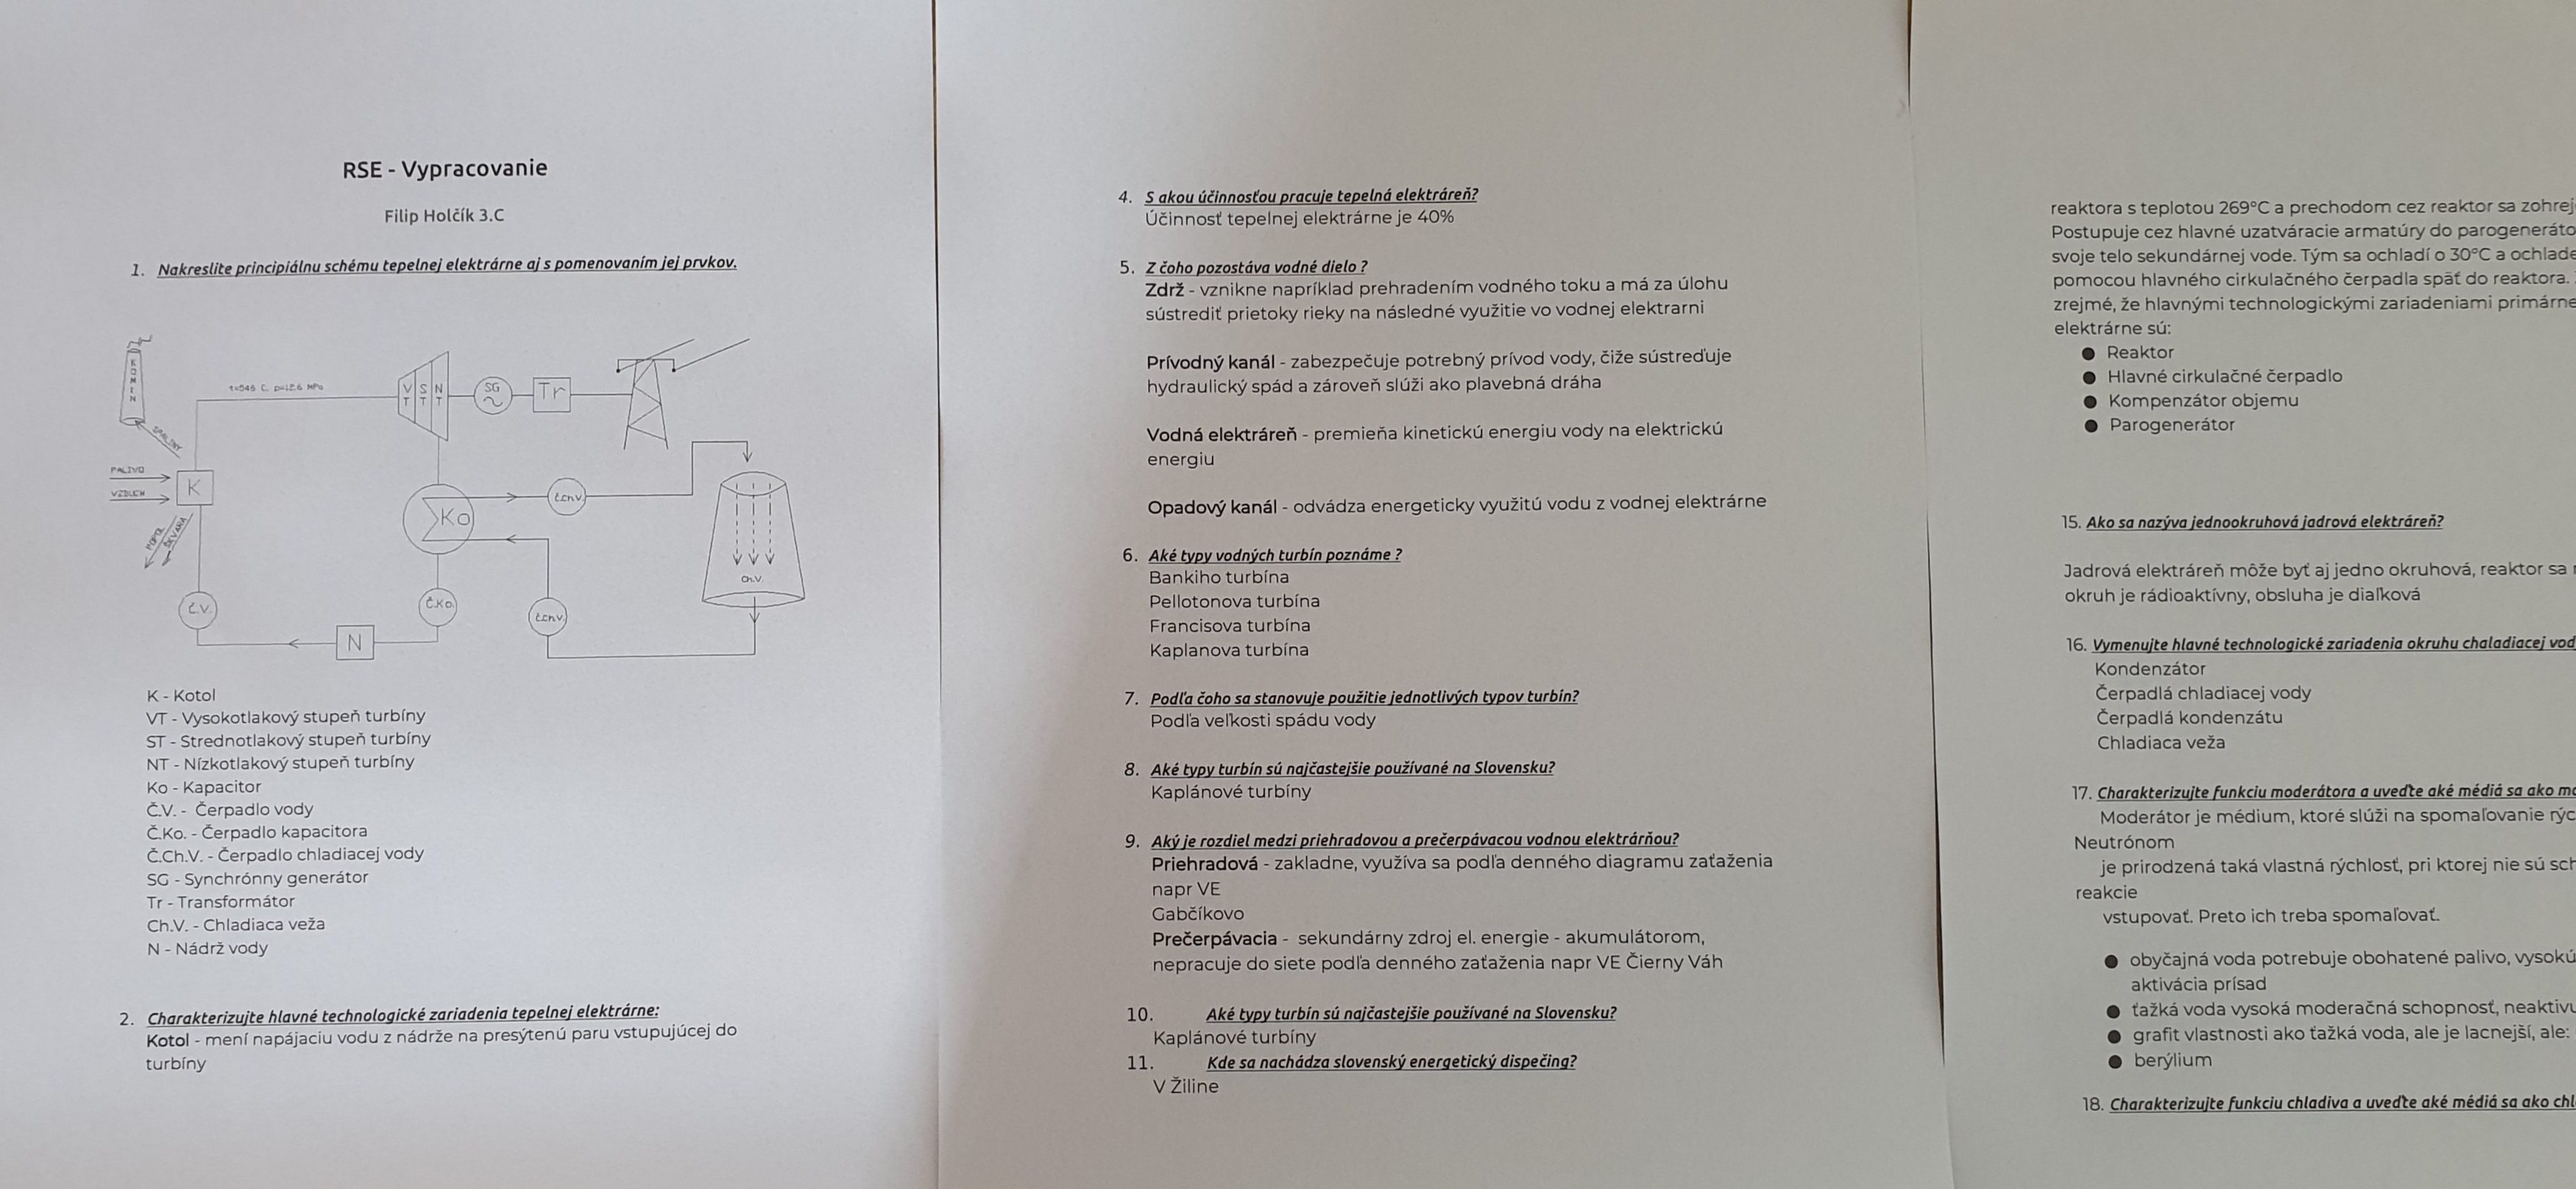 RSE - Vypracovanie
Filip Holčík 3.C
1. Nakreslite principiálnu schému tepelnej elektrárne aj s pomenovaním jej prvkov.
KOMIN
t=546 C, p=12.6 MPa
VT ST NT
SG
Tr
SPALINY
PALIVO
VZDUCH
K
POPOL
ŠKVARA
Ko
č.ch.v.
Ch.V.
Č.V.
Č.Ko.
č.ch.v.
N
K - Kotol
VT - Vysokotlakový stupeň turbíny
ST - Strednotlakový stupeň turbíny
NT - Nízkotlakový stupeň turbíny
Ko - Kapacitor
Č.V. - Čerpadlo vody
Č.Ko. - Čerpadlo kapacitora
Č.Ch.V. - Čerpadlo chladiacej vody
SG - Synchrónny generátor
Tr - Transformátor
Ch.V. - Chladiaca veža
N - Nádrž vody
2. Charakterizujte hlavné technologické zariadenia tepelnej elektrárne:
Kotol - mení napájaciu vodu z nádrže na presýtenú paru vstupujúcej do
turbíny
4. S akou účinnosťou pracuje tepelná elektráreň?
Účinnosť tepelnej elektrárne je 40%
5. Z čoho pozostáva vodné dielo ?
Zdrž - vznikne napríklad prehradením vodného toku a má za úlohu
sústrediť prietoky rieky na následné využitie vo vodnej elektrarni
Prívodný kanál - zabezpečuje potrebný prívod vody, čiže sústreďuje
hydraulický spád a zároveň slúži ako plavebná dráha
Vodná elektráreň - premieňa kinetickú energiu vody na elektrickú
energiu
Opadový kanál - odvádza energeticky využitú vodu z vodnej elektrárne
6. Aké typy vodných turbín poznáme ?
Bankiho turbína
Pellotonova turbína
Francisova turbína
Kaplanova turbína
7. Podľa čoho sa stanovuje použitie jednotlivých typov turbín?
Podľa veľkosti spádu vody
8. Aké typy turbín sú najčastejšie používané na Slovensku?
Kaplánové turbíny
9. Aký je rozdiel medzi priehradovou a prečerpávacou vodnou elektrárňou?
Priehradová - zakladne, využíva sa podľa denného diagramu zaťaženia
napr VE
Gabčíkovo
Prečerpávacia - sekundárny zdroj el. energie - akumulátorom,
nepracuje do siete podľa denného zaťaženia napr VE Čierny Váh
10. Aké typy turbín sú najčastejšie používané na Slovensku?
Kaplánové turbíny
11. Kde sa nachádza slovenský energetický dispečing?
V Žiline
reaktora s teplotou 269°C a prechodom cez reaktor sa zohrej
Postupuje cez hlavné uzatváracie armatúry do parogeneráto
svoje telo sekundárnej vode. Tým sa ochladí o 30°C a ochlade
pomocou hlavného cirkulačného čerpadla späť do reaktora.
zrejmé, že hlavnými technologickými zariadeniami primárne
elektrárne sú:
● Reaktor
● Hlavné cirkulačné čerpadlo
● Kompenzátor objemu
● Parogenerátor
15. Ako sa nazýva jednookruhová jadrová elektráreň?
Jadrová elektráreň môže byť aj jedno okruhová, reaktor sa
okruh je rádioaktívny, obsluha je diaľková
16. Vymenujte hlavné technologické zariadenia okruhu chaladiacej vod
Kondenzátor
Čerpadlá chladiacej vody
Čerpadlá kondenzátu
Chladiaca veža
17. Charakterizujte funkciu moderátora a uveďte aké médiá sa ako mo
Moderátor je médium, ktoré slúži na spomaľovanie rýc
Neutrónom
je prirodzená taká vlastná rýchlosť, pri ktorej nie sú sch
reakcie
vstupovať. Preto ich treba spomaľovať.
● obyčajná voda potrebuje obohatené palivo, vysokú
aktivácia prísad
● ťažká voda vysoká moderačná schopnosť, neaktivu
● grafit vlastnosti ako ťažká voda, ale je lacnejší, ale:
● berýlium
18. Charakterizujte funkciu chladiva a uveďte aké médiá sa ako chl